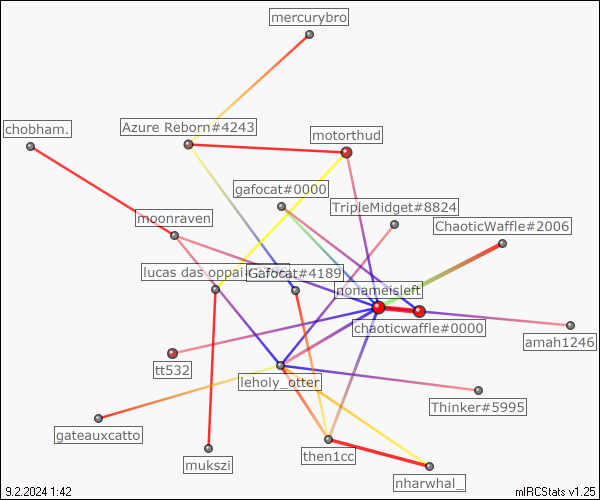 mercurybro
Azure Reborn#4243
chobham.
motorthud
gafocat#0000
TripleMidget#8824
moonraven
ChaoticWaffle#2006
lucas das oppai
Gafocat#4189
nonameisleft
chaoticwaffle#0000
amah1246
tt532
leholy_otter
Thinker#5995
gateauxcatto
then1cc
mukszi
nharwhal_
9.2.2024 1:42
mIRCStats v1.25